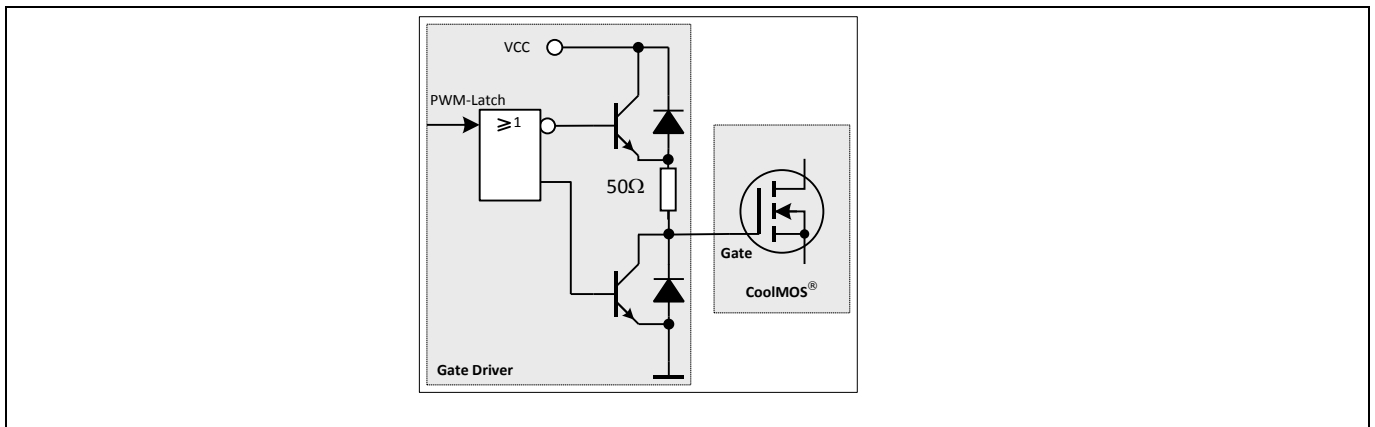 VCC
PWM-Latch
≥1
50Ω
Gate
CoolMOS®
Gate Driver